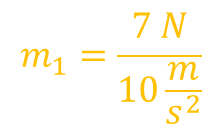 m₁ = 7 N / 10 m/s²